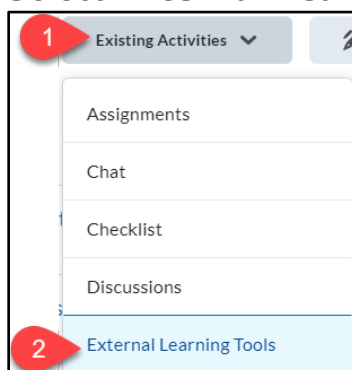 1 Existing Activities
Assignments
Chat
Checklist
Discussions
2 External Learning Tools